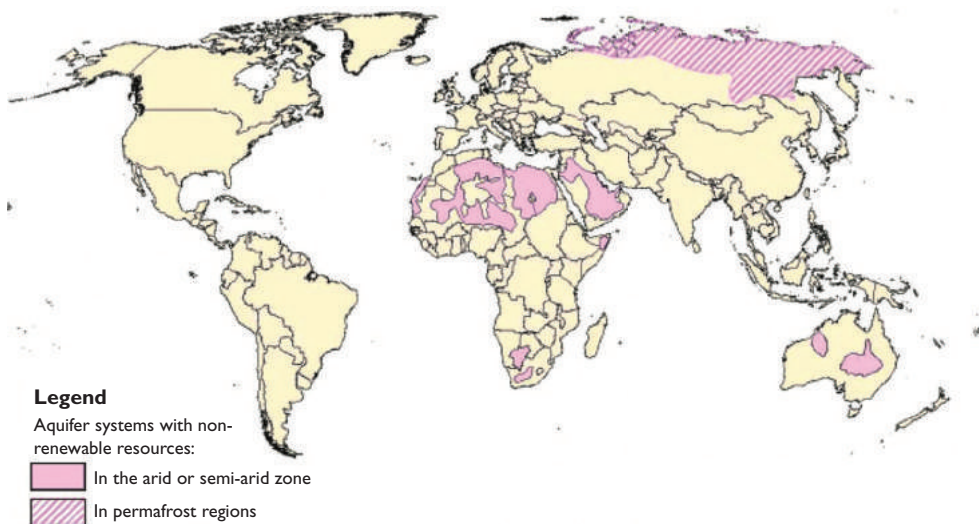 Legend
Aquifer systems with non-
renewable resources:
In the arid or semi-arid zone
In permafrost regions